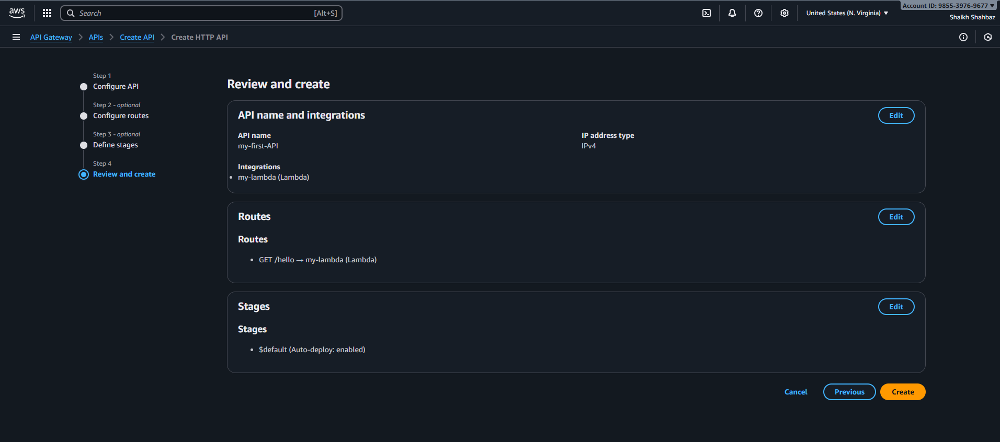 aws
Search [Alt+S]
United States (N. Virginia)
Account ID: 9855-3976-9677
Shaikh Shahbaz
API Gateway APIs Create API Create HTTP API
Step 1
Configure API
Step 2 - optional
Configure routes
Step 3 - optional
Define stages
Step 4
Review and create
Review and create
API name and integrations
Edit
API name
my-first-API
IP address type
IPv4
Integrations
• my-lambda (Lambda)
Routes
Edit
Routes
• GET /hello → my-lambda (Lambda)
Stages
Edit
Stages
• $default (Auto-deploy: enabled)
Cancel Previous Create